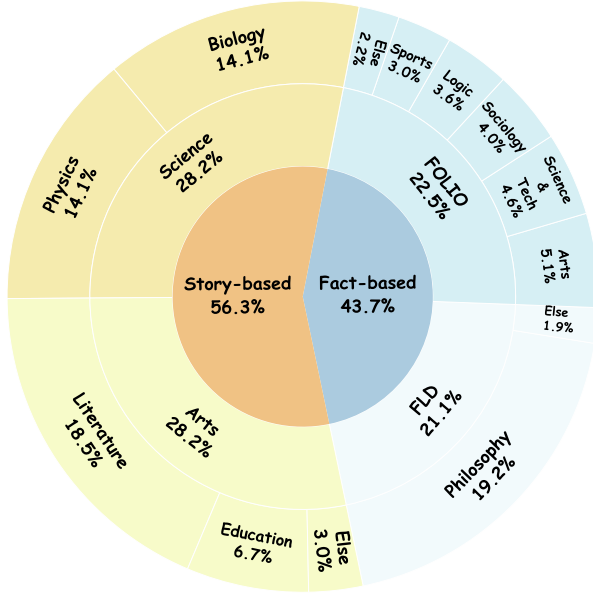 Story-based
56.3%
Fact-based
43.7%
Science
28.2%
Biology
14.1%
Physics
14.1%
Arts
28.2%
Literature
18.5%
Education
6.7%
Else
3.0%
FLD
21.1%
Philosophy
19.2%
Else
1.9%
FOLIO
22.5%
Arts
5.1%
Science
&
Tech
4.6%
Sociology
4.0%
Logic
3.6%
Sports
3.0%
Else
2.2%